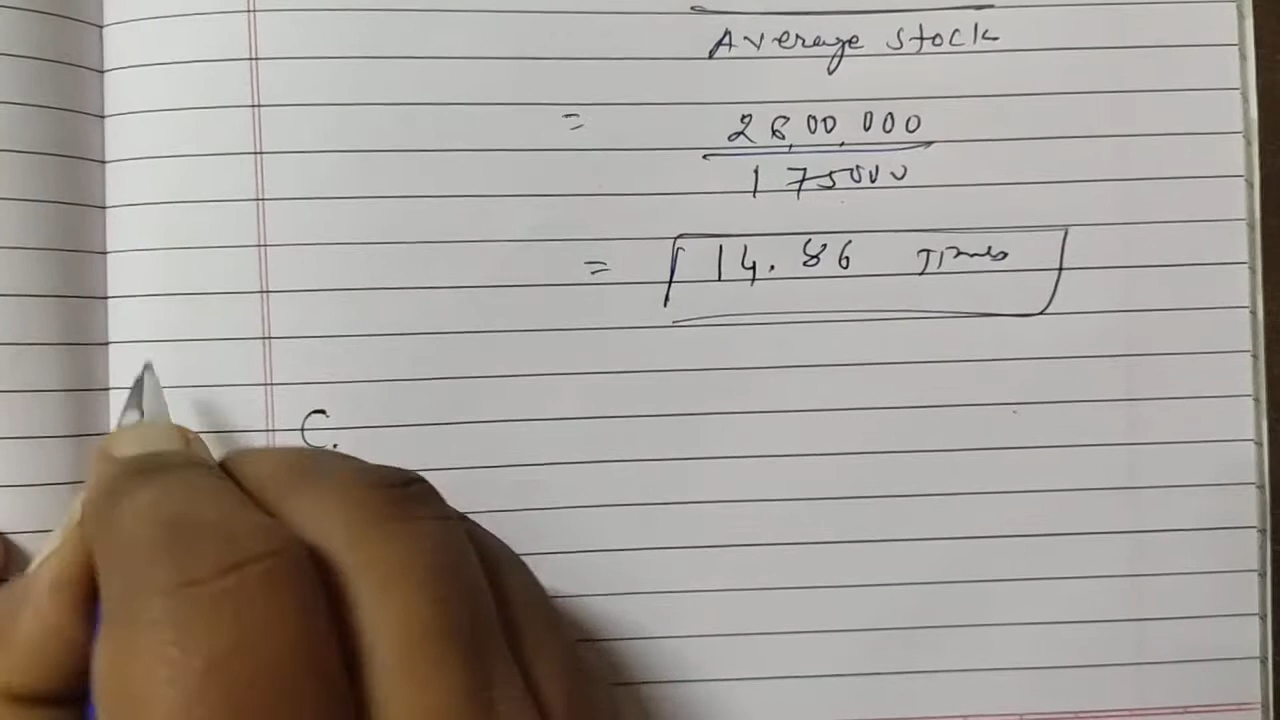 Average stock
= 26,00,000
175000
= 14.86 Times
C.